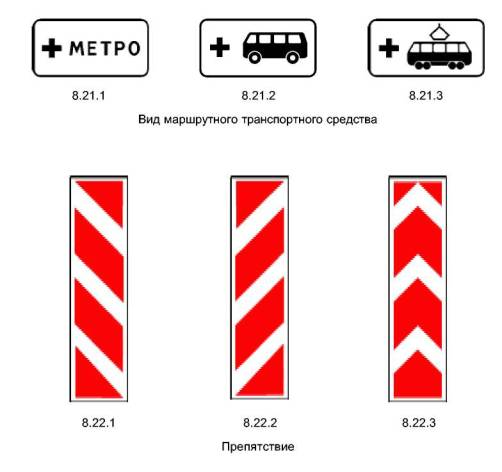 + МЕТРО + +
8.21.1 8.21.2 8.21.3
Вид маршрутного транспортного средства
8.22.1 8.22.2 8.22.3
Препятствие